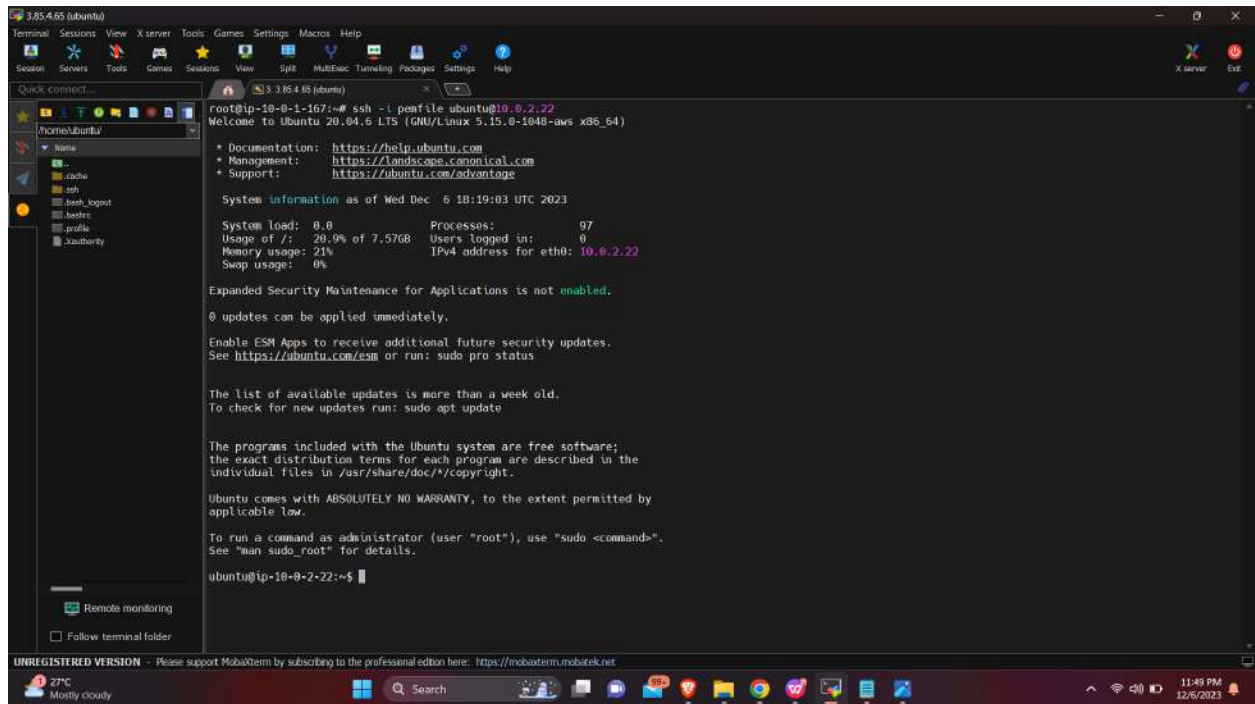 3.85.4.65 (ubuntu)
Terminal Sessions View X server Tools Games Settings Macros Help
Session Servers Tools Games Sessions View Split MultiExec Tunneling Packages Settings Help X server Exit
Quick connect...
3. 3.85.4.65 (ubuntu)
/home/ubuntu/
Name
..
.cache
.ssh
.bash_logout
.bashrc
.profile
.Xauthority
root@ip-10-0-1-167:~# ssh -i pemfile ubuntu@10.0.2.22
Welcome to Ubuntu 20.04.6 LTS (GNU/Linux 5.15.0-1048-aws x86_64)
* Documentation: https://help.ubuntu.com
* Management: https://landscape.canonical.com
* Support: https://ubuntu.com/advantage
System information as of Wed Dec 6 18:19:03 UTC 2023
System load: 0.0 Processes: 97
Usage of /: 20.9% of 7.57GB Users logged in: 0
Memory usage: 21% IPv4 address for eth0: 10.0.2.22
Swap usage: 0%
Expanded Security Maintenance for Applications is not enabled.
0 updates can be applied immediately.
Enable ESM Apps to receive additional future security updates.
See https://ubuntu.com/esm or run: sudo pro status
The list of available updates is more than a week old.
To check for new updates run: sudo apt update
The programs included with the Ubuntu system are free software;
the exact distribution terms for each program are described in the
individual files in /usr/share/doc/*/copyright.
Ubuntu comes with ABSOLUTELY NO WARRANTY, to the extent permitted by
applicable law.
To run a command as administrator (user "root"), use "sudo <command>".
See "man sudo_root" for details.
ubuntu@ip-10-0-2-22:~$
Remote monitoring
Follow terminal folder
UNREGISTERED VERSION - Please support MobaXterm by subscribing to the professional edition here: https://mobaxterm.mobatek.net
1
27°C
Mostly cloudy
Search
99+
11:49 PM
12/6/2023